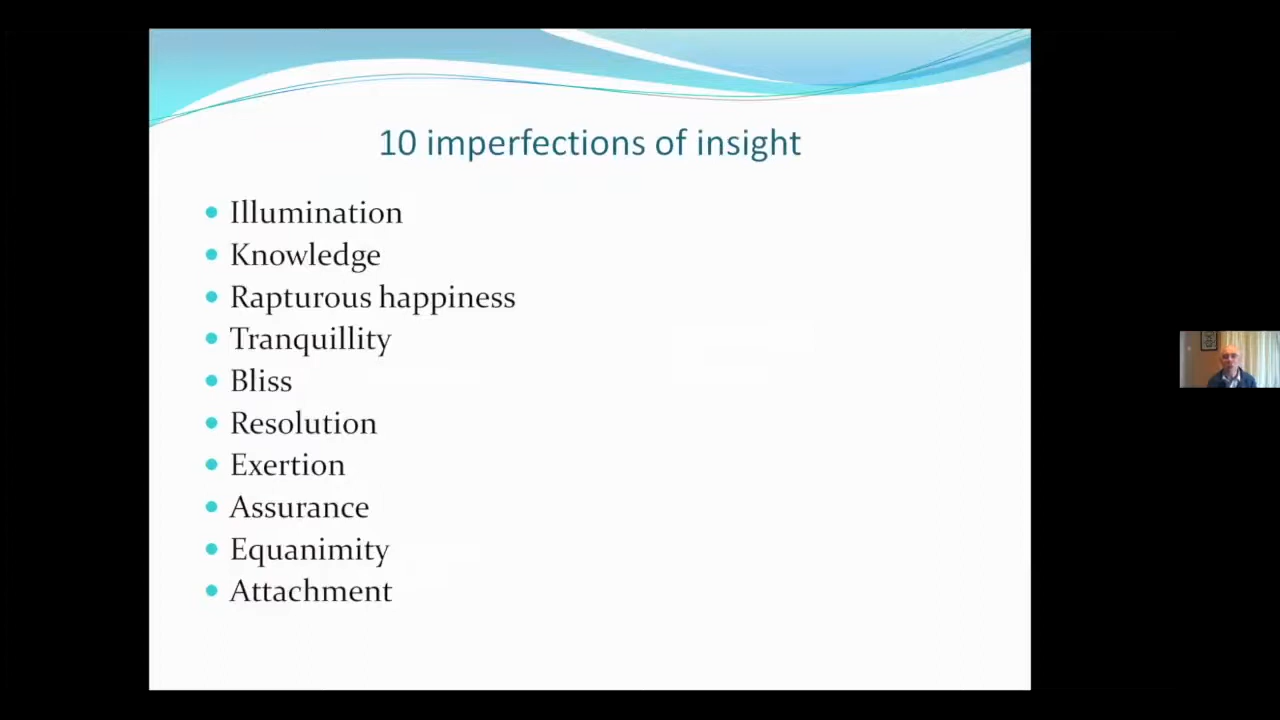 10 imperfections of insight
Illumination
Knowledge
Rapturous happiness
Tranquillity
Bliss
Resolution
Exertion
Assurance
Equanimity
Attachment